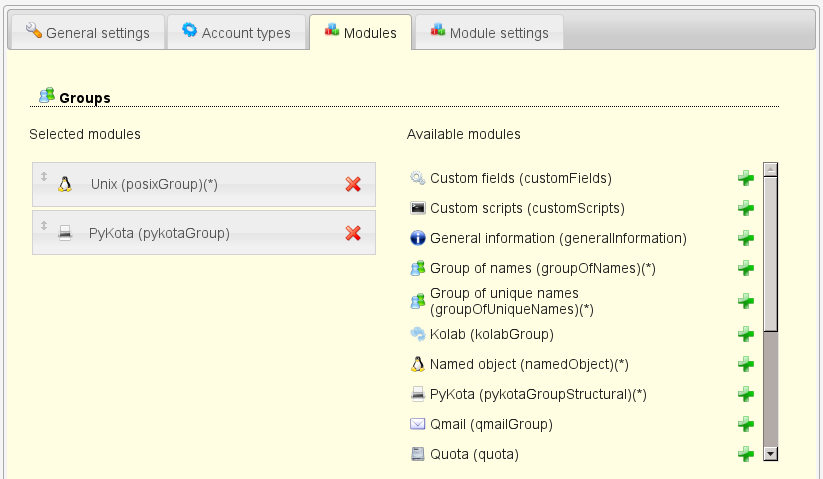 General settings
Account types
Modules
Module settings
Groups
Selected modules
Available modules
Unix (posixGroup)(*)
PyKota (pykotaGroup)
Custom fields (customFields)
Custom scripts (customScripts)
General information (generalInformation)
Group of names (groupOfNames)(*)
Group of unique names
(groupOfUniqueNames)(*)
Kolab (kolabGroup)
Named object (namedObject)(*)
PyKota (pykotaGroupStructural)(*)
Qmail (qmailGroup)
Quota (quota)